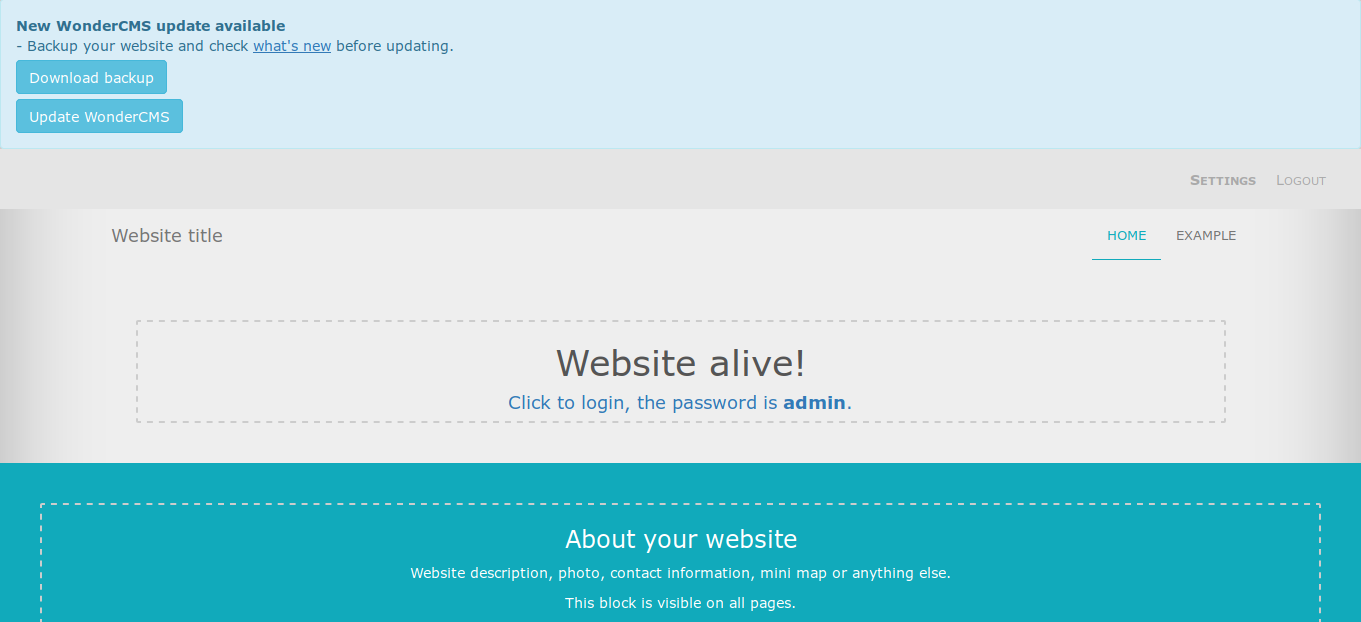 New WonderCMS update available
- Backup your website and check what's new before updating.
Download backup
Update WonderCMS
SETTINGS LOGOUT
Website title HOME EXAMPLE
Website alive!
Click to login, the password is admin.
About your website
Website description, photo, contact information, mini map or anything else.
This block is visible on all pages.